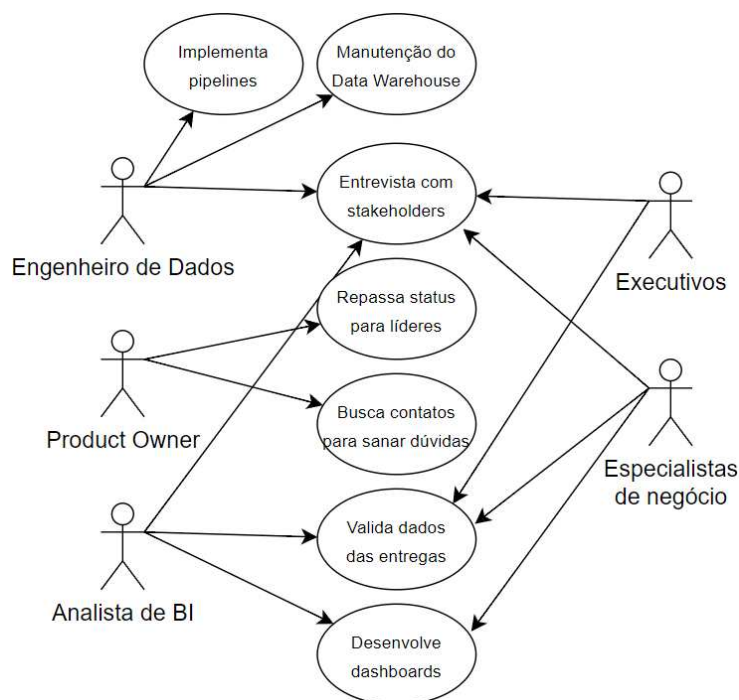 Implementa
pipelines
Manutenção do
Data Warehouse
Entrevista com
stakeholders
Engenheiro de Dados
Executivos
Repassa status
para líderes
Product Owner
Busca contatos
para sanar dúvidas
Especialistas
de negócio
Valida dados
das entregas
Analista de BI
Desenvolve
dashboards